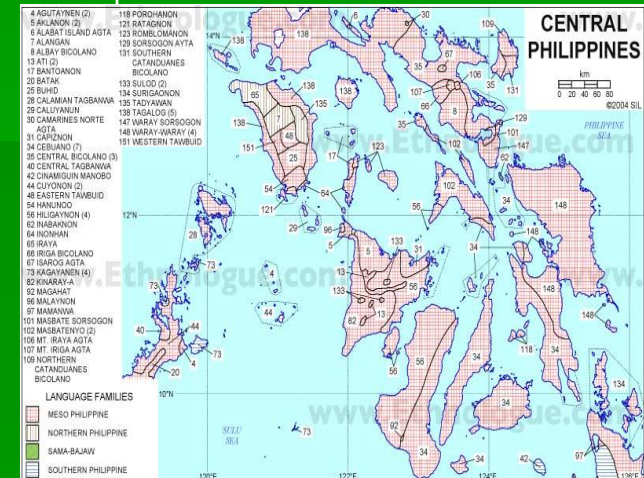 4 AGUTAYNEN (2)
5 AKLANON (2)
6 ALABAT ISLAND AGTA
7 ALANGAN
8 ALBAY BICOLANO
13 ATI (2)
17 BANTOANON
20 BATAK
25 BUHID
28 CALAMIAN TAGBANWA
29 CALUYANUN
30 CAMARINES NORTE
AGTA
31 CAPIZNON
34 CEBUANO (7)
35 CENTRAL BICOLANO (3)
40 CENTRAL TAGBANWA
42 CINAMIGUIN MANOBO
44 CUYONON (2)
48 EASTERN TAWBUID
54 HANUNOO
56 HILIGAYNON (4)
62 INABAKNON
64 INONHAN
65 IRAYA
66 IRIGA BICOLANO
67 ISAROG AGTA
73 KAGAYANEN (4)
82 KINARAY-A
92 MAGAHAT
96 MALAYNON
97 MAMANWA
101 MASBATE SORSOGON
102 MASBATENYO (2)
106 MT. IRAYA AGTA
107 MT. IRIGA AGTA
109 NORTHERN
CATANDUANES
BICOLANO
118 POROHANON
121 RATAGNON
123 ROMBLOMANON
129 SORSOGON AYTA
131 SOUTHERN
CATANDUANES
BICOLANO
133 SULOD (2)
134 SURIGAONON
135 TADYAWAN
138 TAGALOG (5)
147 WARAY SORSOGON
148 WARAY-WARAY (4)
151 WESTERN TAWBUID
LANGUAGE FAMILIES
MESO PHILIPPINE
NORTHERN PHILIPPINE
SAMA-BAJAW
SOUTHERN PHILIPPINE
CENTRAL
PHILIPPINES
km
0 20 40 60 80
©2004 SIL
PHILIPPINE
SEA
SULU
SEA
14°N
12°N
10°N
120°E
122°E
124°E
126°E
www.Ethnologue.com